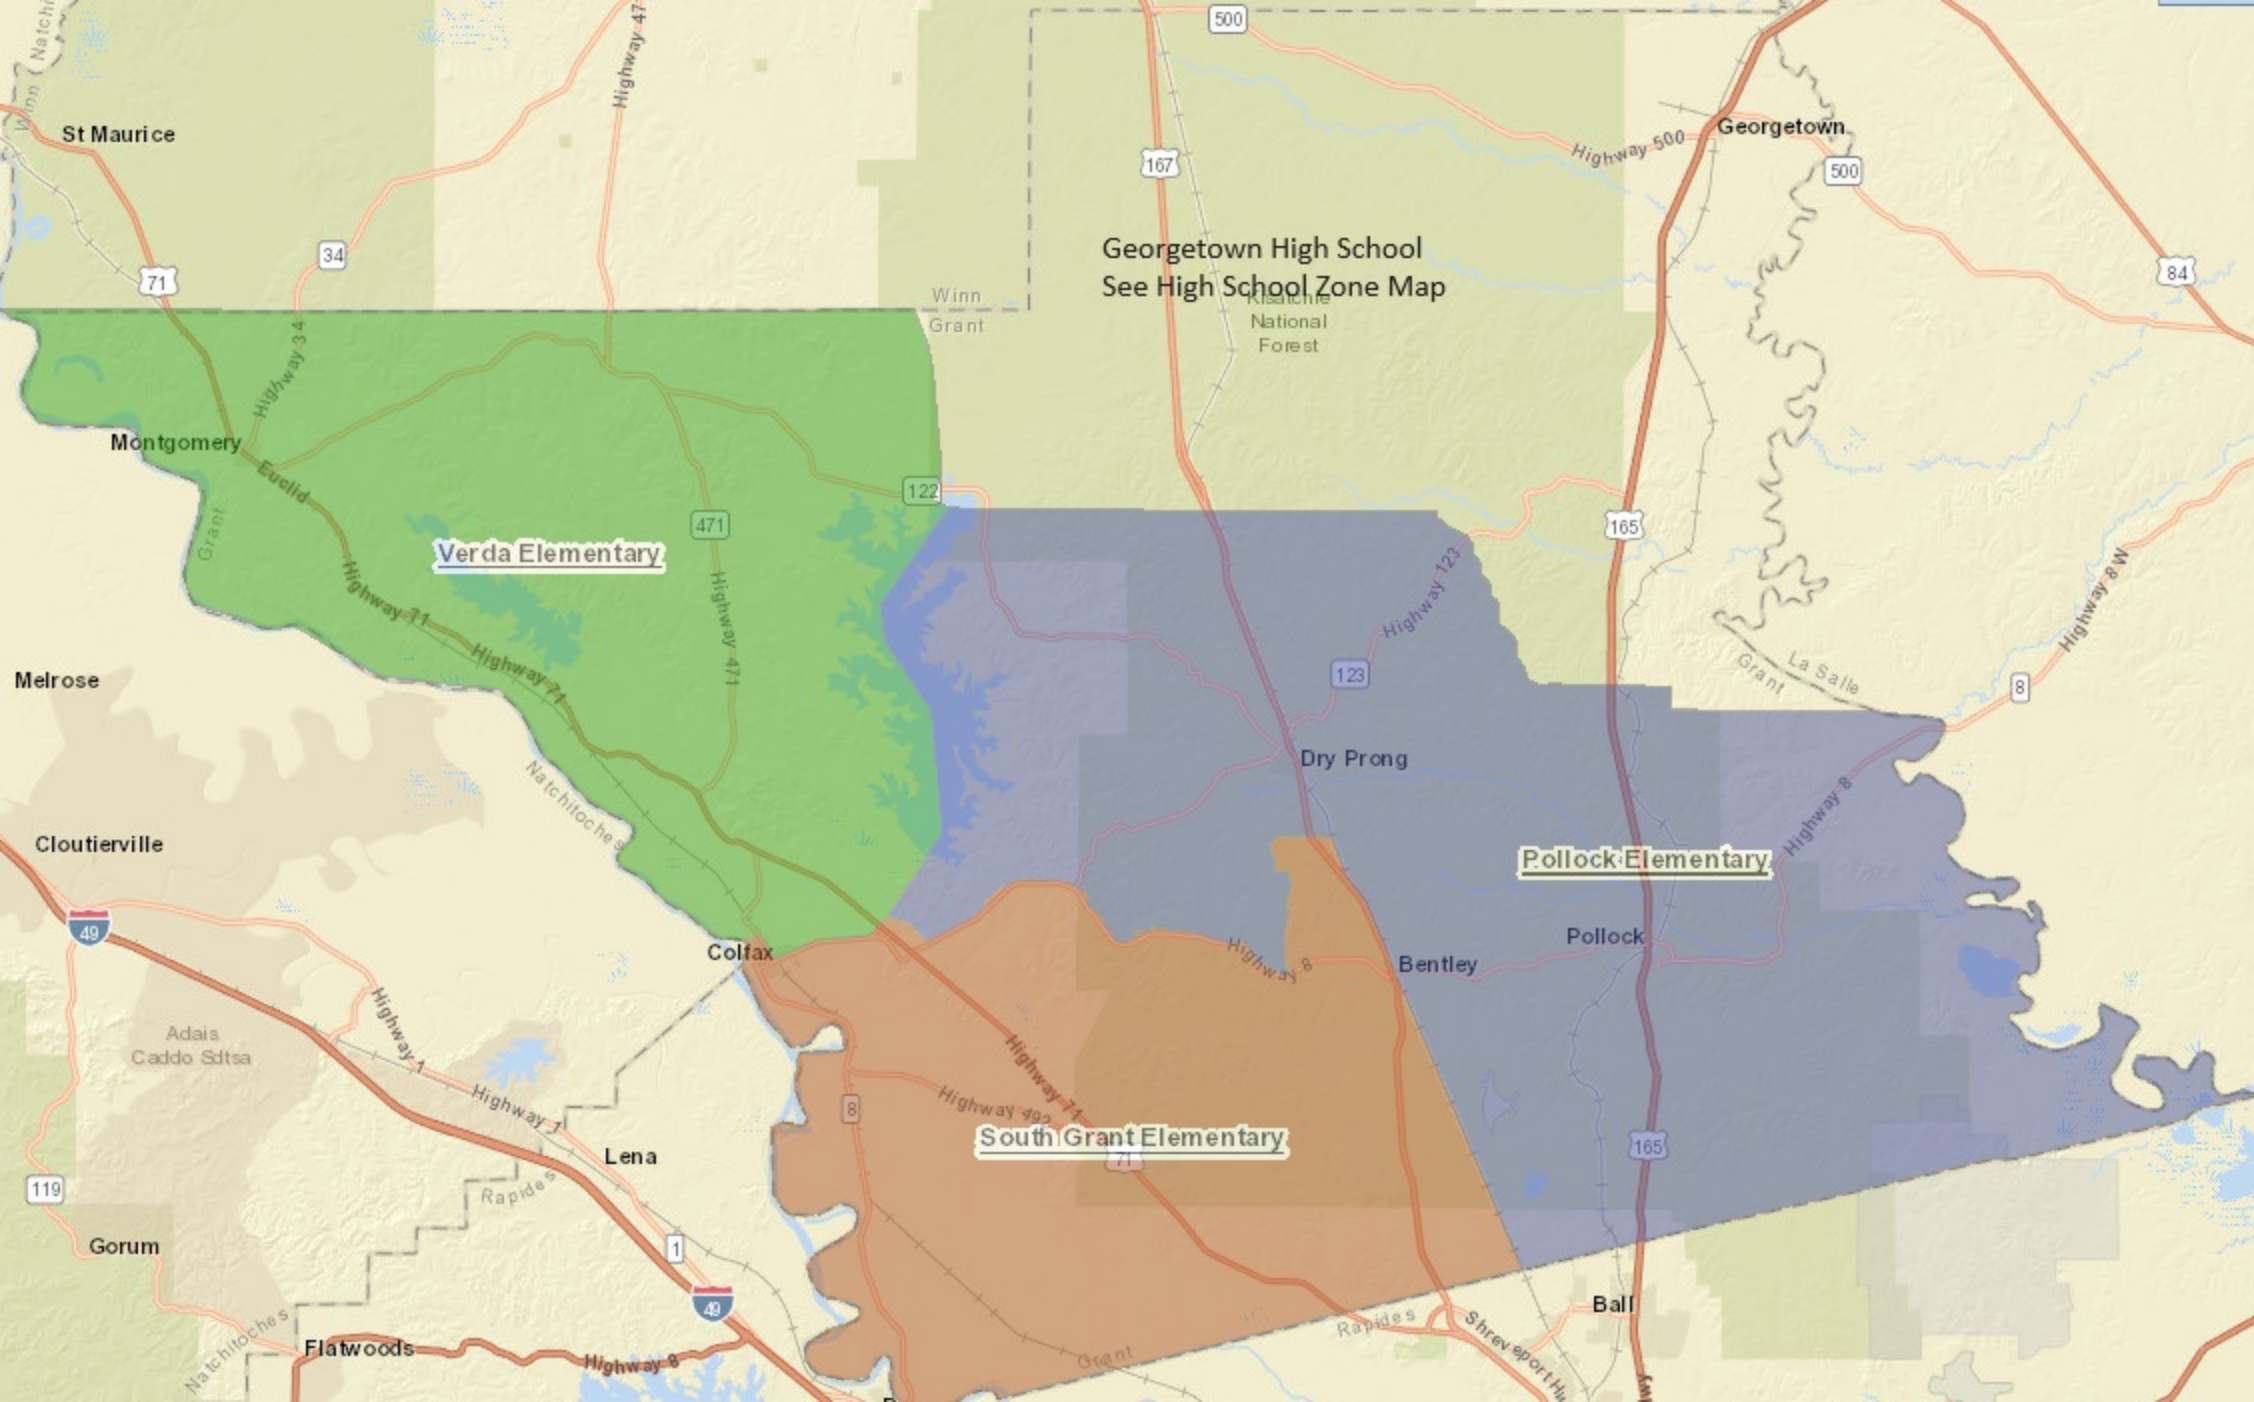 500
Highway 47
Winn
Natchi
St Maurice
Georgetown
Highway 500
167
500
Georgetown High School
See High School Zone Map
34
71
84
Winn
Grant
Kisatchie
National
Forest
Highway 34
Montgomery
Euclid
122
471
165
Grant
Verda Elementary
Highway 123
Highway 8W
Highway 71
Highway 471
Highway 71
Melrose
123
La Salle
Grant
8
Natchitoches
Dry Prong
Highway 8
Cloutierville
Pollock Elementary
49
Colfax
Highway 8
Bentley
Pollock
Adais
Caddo Sdtsa
Highway 1
Highway 71
Highway 1
Highway 492
8
South Grant Elementary
71
165
Lena
Rapides
119
Gorum
1
49
Ball
Rapides
Shreveport Hw
Natchitoches
Flatwoods
Highway 8
Grant